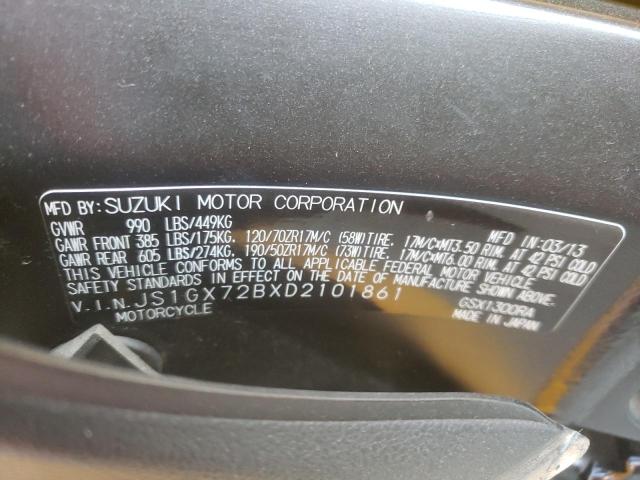 MFD BY: SUZUKI MOTOR CORPORATION MFD IN: 03/13
GVWR 990 LBS/449KG
GAWR FRONT 385 LBS/175KG, 120/70ZR17M/C (58W)TIRE, 17M/C×MT3.50 RIM, AT 42 PSI COLD
GAWR REAR 605 LBS/274KG, 190/50ZR17M/C (73W)TIRE, 17M/C×MT6.00 RIM, AT 42 PSI COLD
THIS VEHICLE CONFORMS TO ALL APPLICABLE FEDERAL MOTOR VEHICLE
SAFETY STANDARDS IN EFFECT ON THE DATE OF MANUFACTURE SHOWN ABOVE.
V.I.N.JS1GX72BXD2101861 GSX1300RA
MOTORCYCLE MADE IN JAPAN